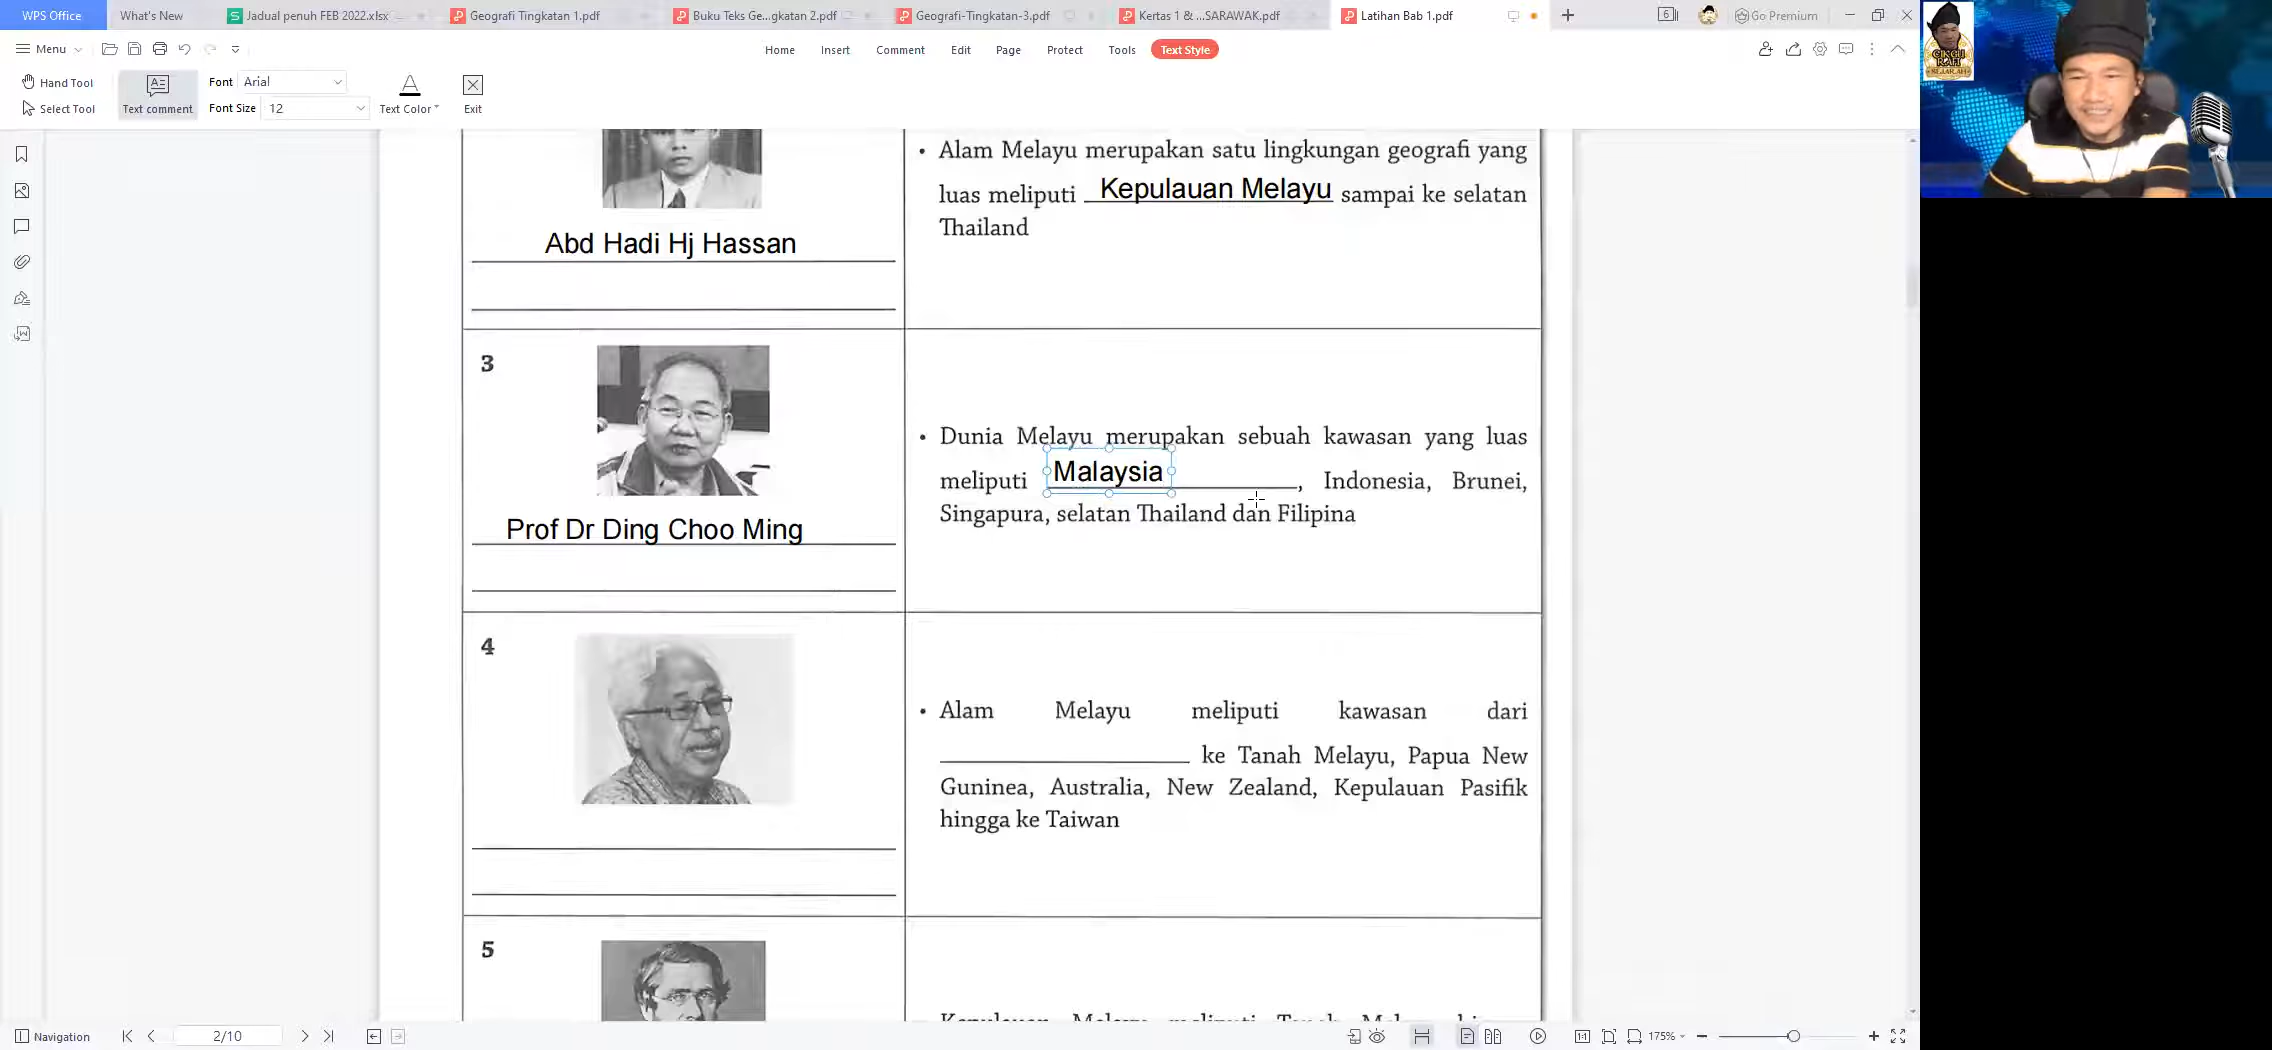 WPS Office
What's New
Jadual penuh FEB 2022.xlsx
Geografi Tingkatan 1.pdf
Buku Teks Ge...gkatan 2.pdf
Geografi-Tingkatan-3.pdf
Kertas 1 & ...SARAWAK.pdf
Latihan Bab 1.pdf
6
Go Premium
Menu
Home
Insert
Comment
Edit
Page
Protect
Tools
Text Style
Hand Tool
Select Tool
Text comment
Font
Arial
Font Size
12
Text Color
Exit
CIKGU
RAFI
SEJARAH
Abd Hadi Hj Hassan
• Alam Melayu merupakan satu lingkungan geografi yang
luas meliputi Kepulauan Melayu sampai ke selatan
Thailand
3
Prof Dr Ding Choo Ming
• Dunia Melayu merupakan sebuah kawasan yang luas
meliputi Malaysia, Indonesia, Brunei,
Singapura, selatan Thailand dan Filipina
4
• Alam Melayu meliputi kawasan dari
ke Tanah Melayu, Papua New
Guninea, Australia, New Zealand, Kepulauan Pasifik
hingga ke Taiwan
5
Navigation
2/10
175%